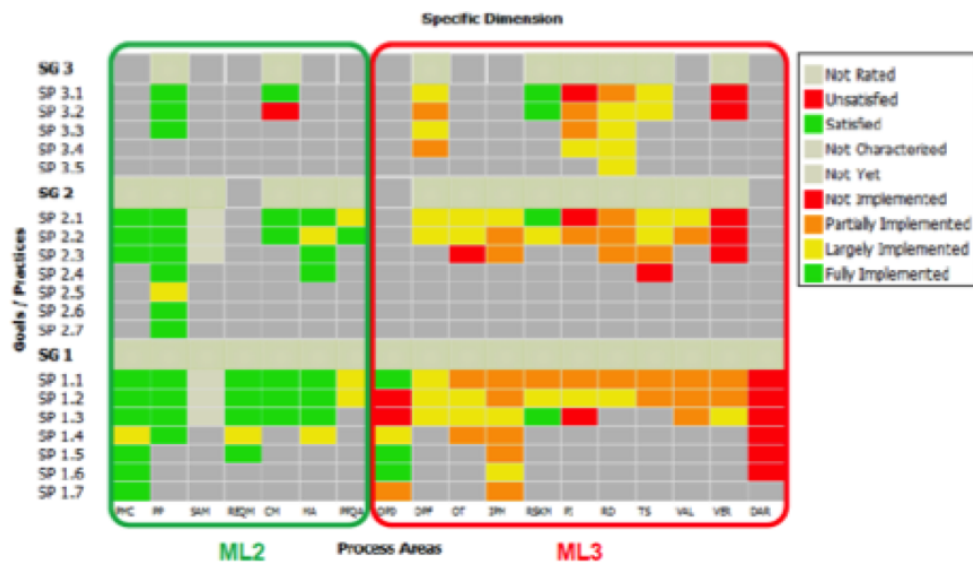 Specific Dimension
SG 3
SP 3.1
SP 3.2
SP 3.3
SP 3.4
SP 3.5
SG 2
SP 2.1
SP 2.2
SP 2.3
SP 2.4
SP 2.5
SP 2.6
SP 2.7
SG 1
SP 1.1
SP 1.2
SP 1.3
SP 1.4
SP 1.5
SP 1.6
SP 1.7
Goals / Practices
PMC PP SAM REQM CM MA PPQA OPD OPF OT IPM RSKM PI RD TS VAL VER DAR
ML2
Process Areas
ML3
Not Rated
Unsatisfied
Satisfied
Not Characterized
Not Yet
Not Implemented
Partially Implemented
Largely Implemented
Fully Implemented